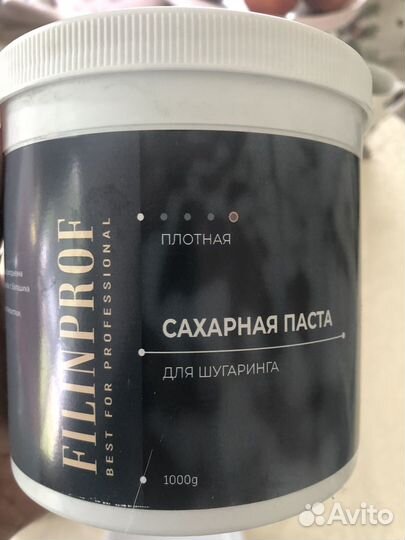 ПЛОТНАЯ
САХАРНАЯ ПАСТА
ДЛЯ ШУГАРИНГА
1000g
FILINPROF
BEST FOR PROFESSIONAL
Avito